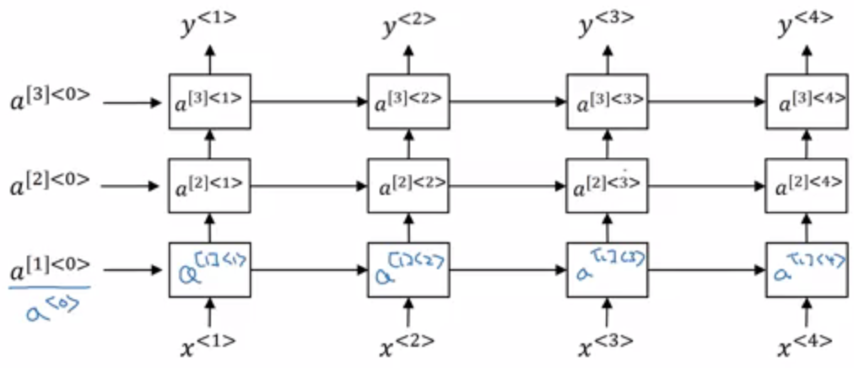 y<1> y<2> y<3> y<4>
a[3]<0> a[3]<1> a[3]<2> a[3]<3> a[3]<4>
a[2]<0> a[2]<1> a[2]<2> a[2]<3> a[2]<4>
a[1]<0> a[1]<1> a[1]<2> a[1]<3> a[1]<4>
a[0]
x<1> x<2> x<3> x<4>